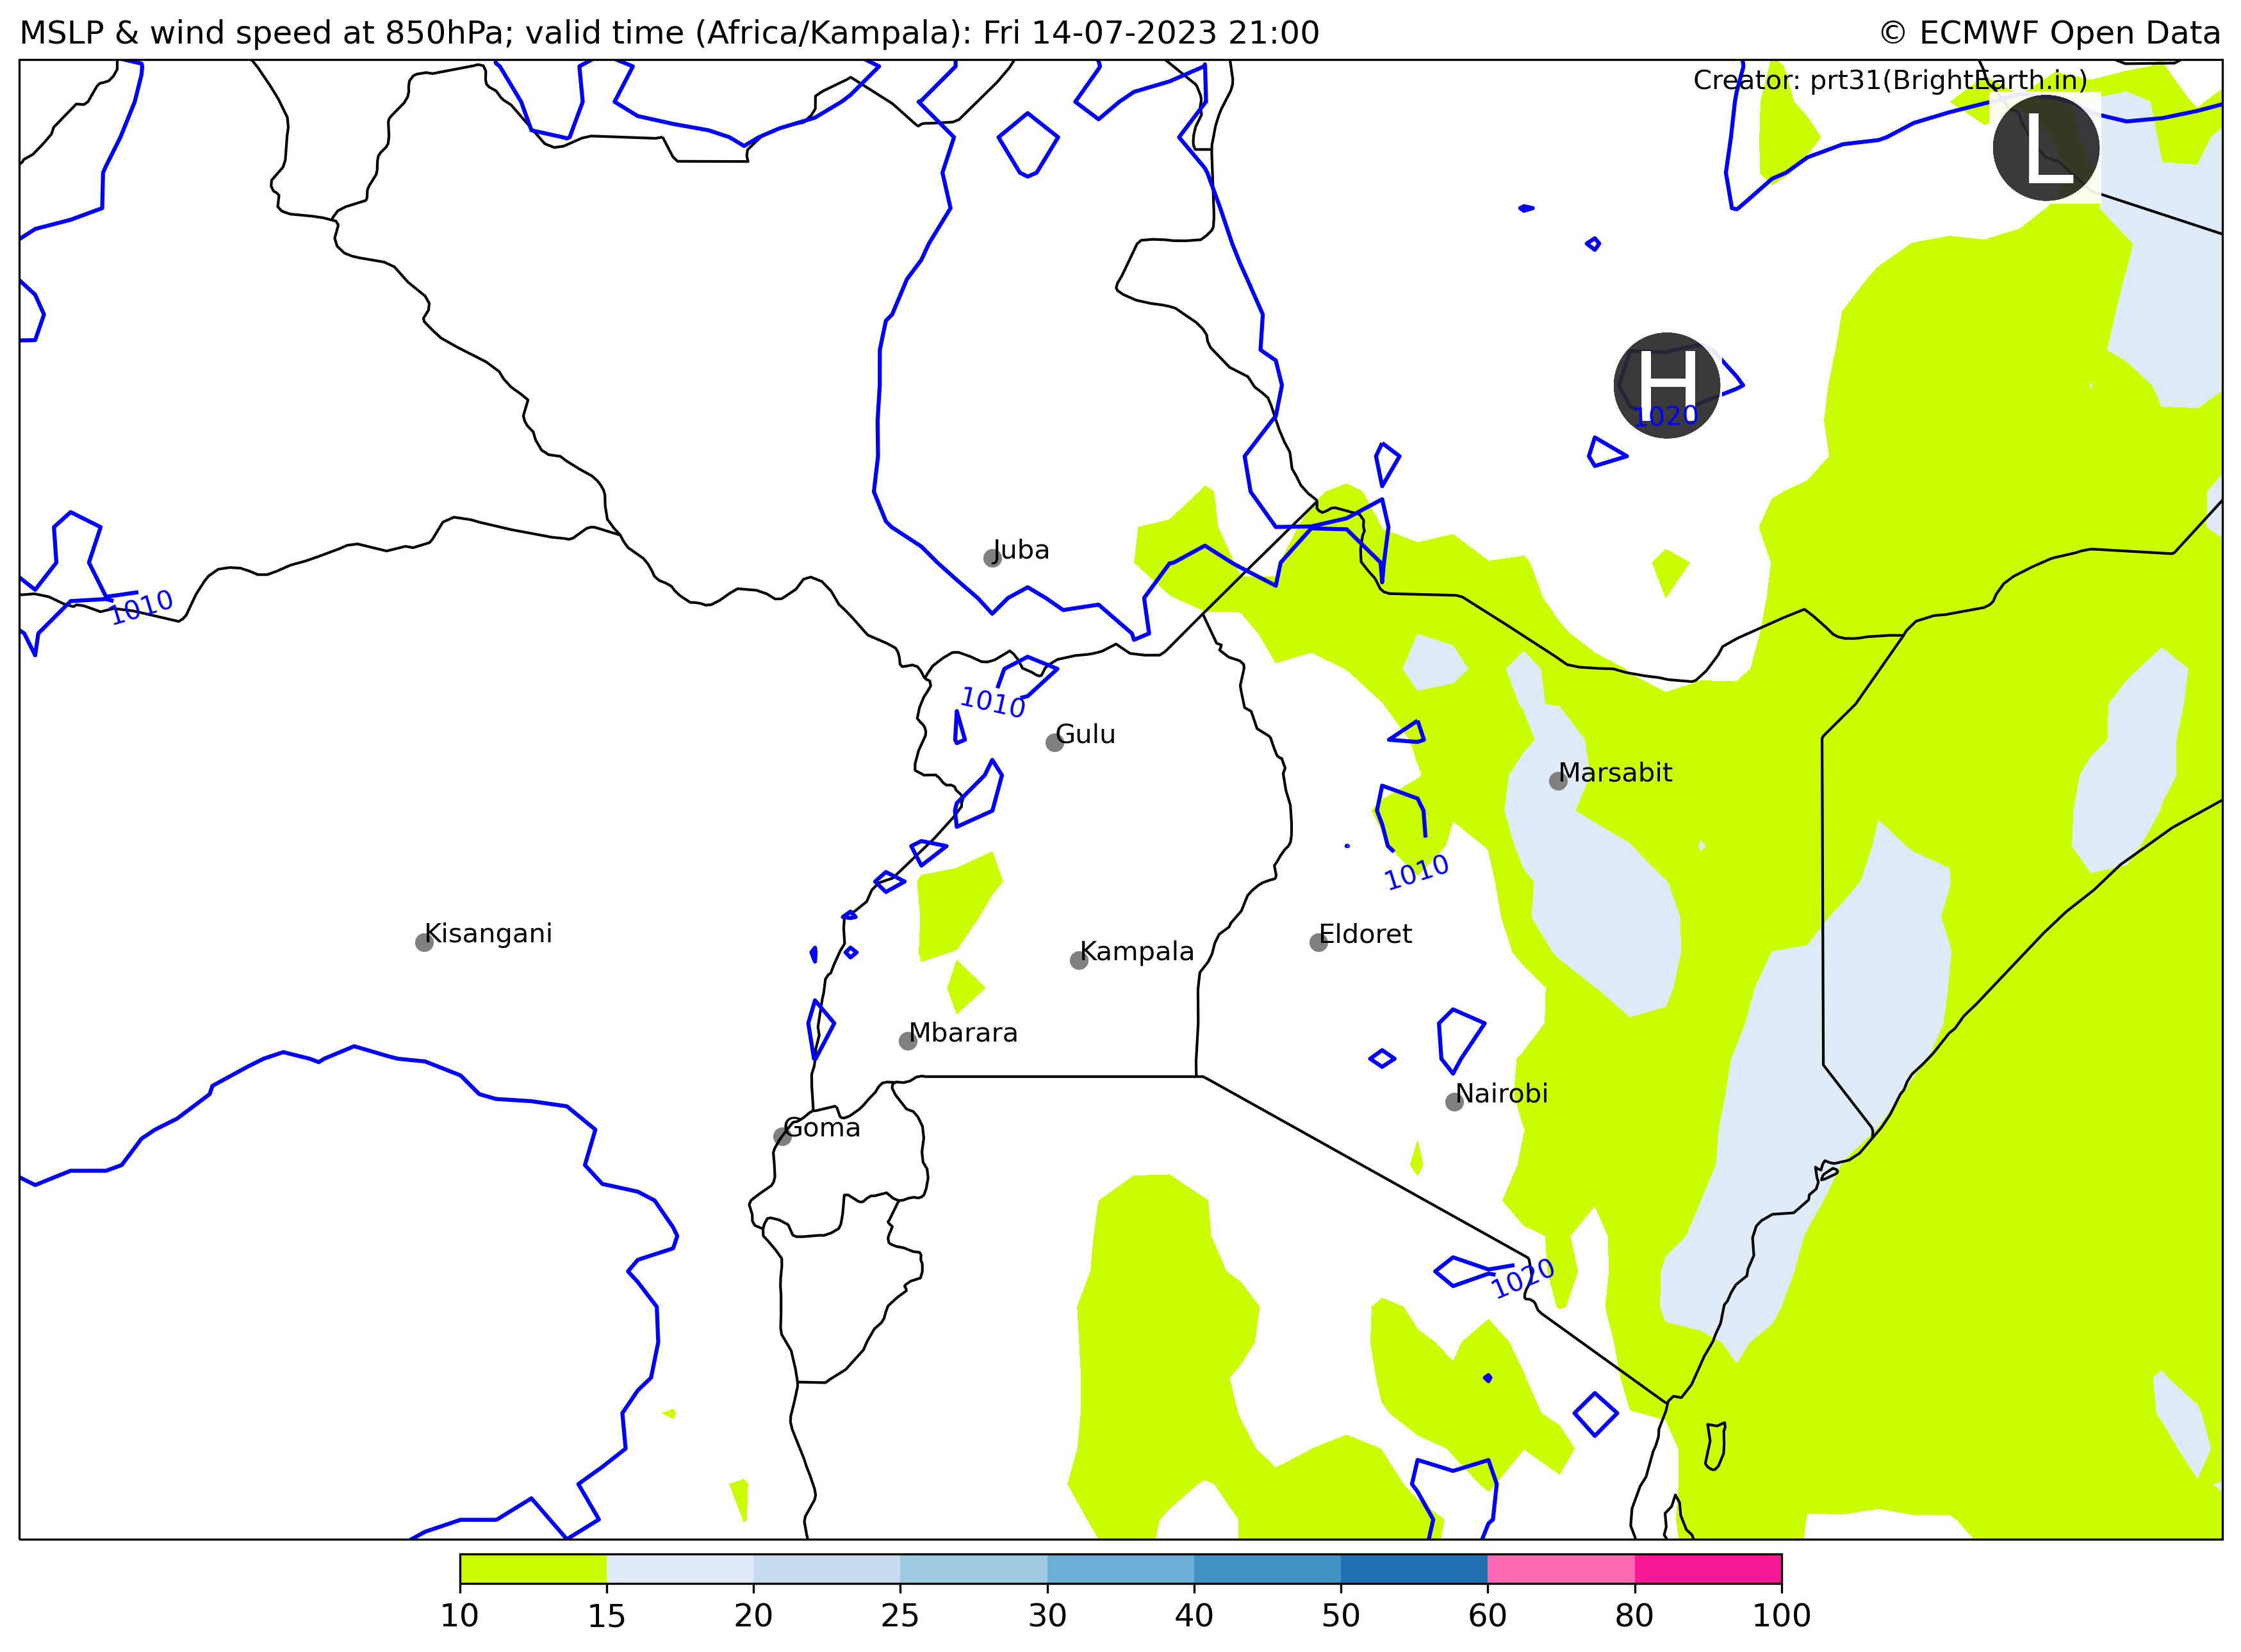 MSLP & wind speed at 850hPa; valid time (Africa/Kampala): Fri 14-07-2023 21:00
© ECMWF Open Data
Creator: prt31(BrightEarth.in)
L
H
1020
Juba
1010
1010
Gulu
Marsabit
1010
Kisangani
Eldoret
Kampala
Mbarara
Nairobi
Goma
1020
10 15 20 25 30 40 50 60 80 100